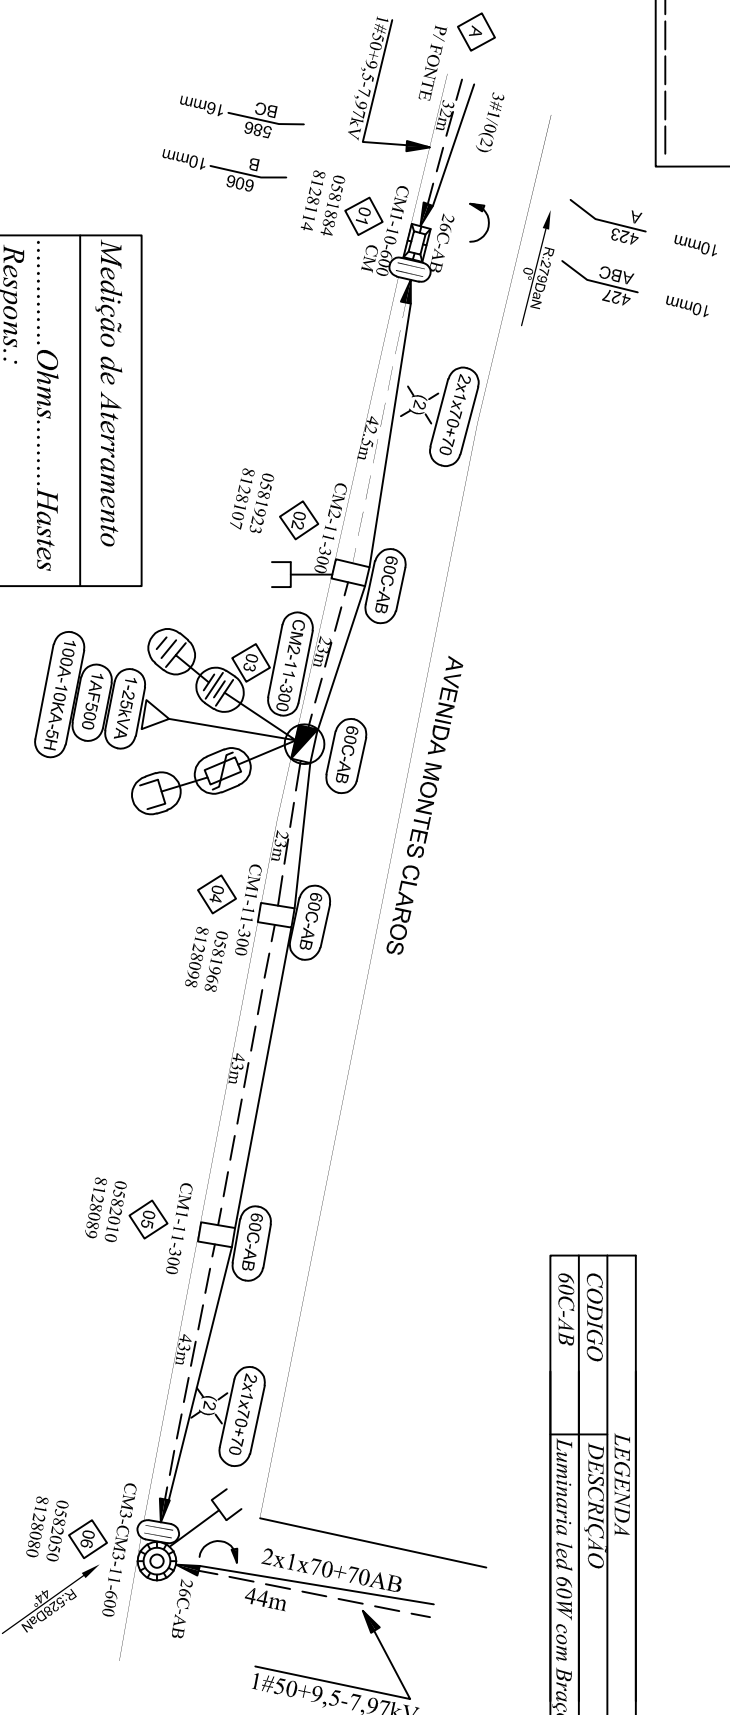 A
P/ FONTE
1#50+9,5-7,97kV
32m
3#1/0(2)
BC
586
16mm
B
606
10mm
A
423
10mm
ABC
427
10mm
R:279DaN
0°
01
0581884
8128114
CM1-10-600
CM
26C-AB
2x1x70+70
(2)
42.5m
02
0581923
8128107
CM2-11-300
60C-AB
AVENIDA MONTES CLAROS
23m
03
CM2-11-300
60C-AB
1-25kVA
1AF500
100A-10KA-5H
23m
04
0581968
8128098
CM1-11-300
60C-AB
43m
05
0582010
8128089
CM1-11-300
60C-AB
43m
2x1x70+70
(2)
06
0582050
8128080
CM3-CM3-11-600
26C-AB
R:528DaN
44°
2x1x70+70AB
44m
1#50+9,5-7,97kV
Medição de Aterramento
............Ohms.........Hastes
Respons.:
LEGENDA
CODIGO DESCRIÇÃO
60C-AB Luminaria led 60W com Braço